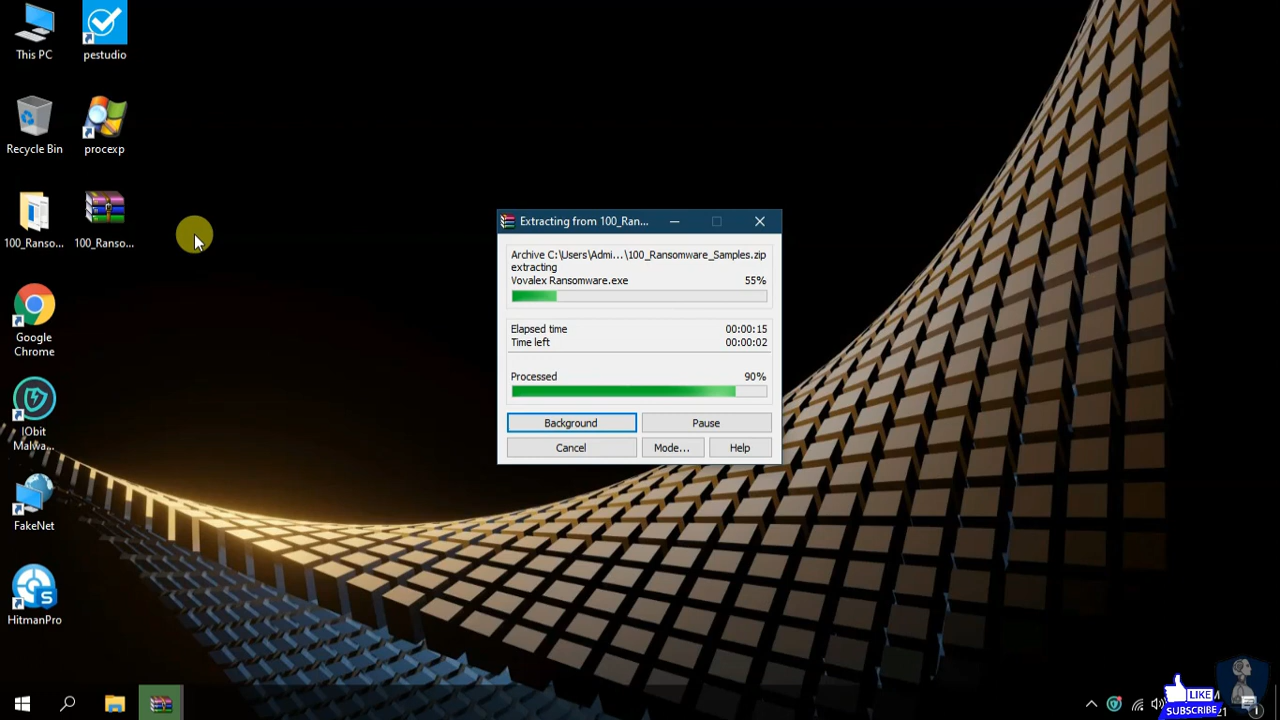 This PC
pestudio
Recycle Bin
procexp
100_Ranso...
100_Ranso...
Google
Chrome
IObit
Malwa...
FakeNet
HitmanPro
Extracting from 100_Ran...
Archive C:\Users\Admi...\100_Ransomware_Samples.zip
extracting
Vovalex Ransomware.exe 55%
Elapsed time 00:00:15
Time left 00:00:02
Processed 90%
Background Pause
Cancel Mode... Help
LIKE
SUBSCRIBE